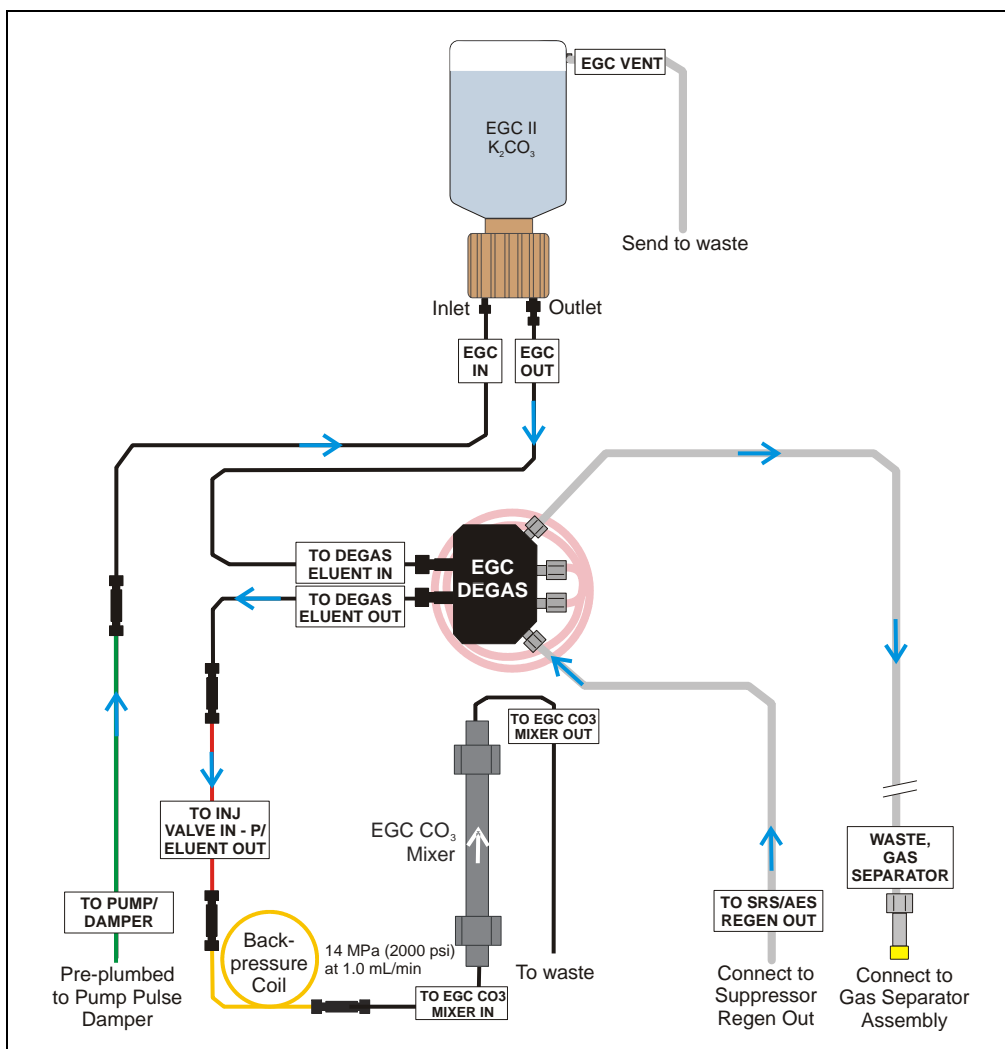 EGC VENT
EGC II
K₂CO₃
Send to waste
Inlet
Outlet
EGC
IN
EGC
OUT
TO DEGAS
ELUENT IN
TO DEGAS
ELUENT OUT
EGC
DEGAS
TO EGC CO3
MIXER OUT
TO INJ
VALVE IN - P/
ELUENT OUT
EGC CO₃
Mixer
WASTE,
GAS
SEPARATOR
TO PUMP/
DAMPER
TO SRS/AES
REGEN OUT
Back-
pressure
Coil
14 MPa (2000 psi)
at 1.0 mL/min
To waste
TO EGC CO3
MIXER IN
Pre-plumbed
to Pump Pulse
Damper
Connect to
Suppressor
Regen Out
Connect to
Gas Separator
Assembly